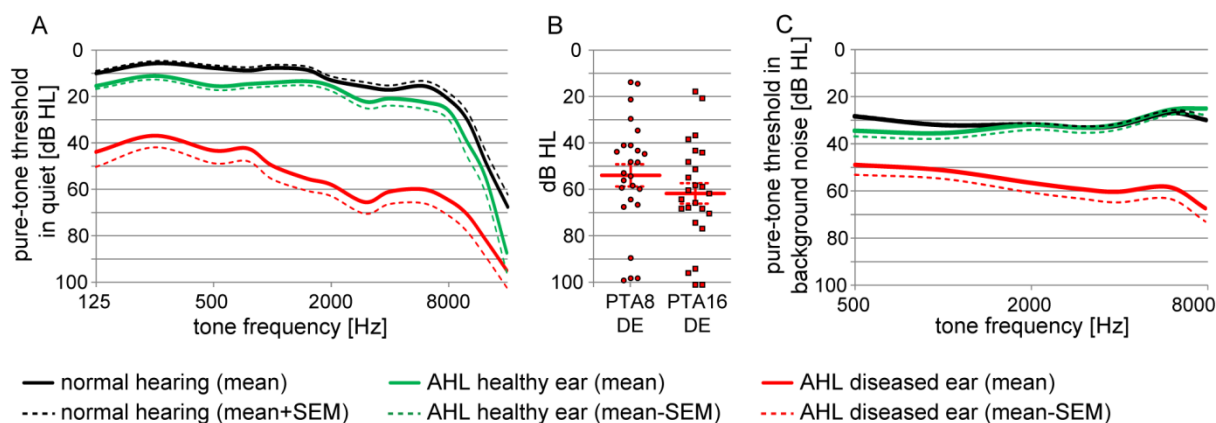 A
pure-tone threshold
in quiet [dB HL]
0
20
40
60
80
100
125
500
2000
8000
tone frequency [Hz]
B
dB HL
0
20
40
60
80
100
PTA8 PTA16
DE DE
C
pure-tone threshold in
background noise [dB HL]
0
20
40
60
80
100
500
2000
8000
tone frequency [Hz]
normal hearing (mean)
normal hearing (mean+SEM)
AHL healthy ear (mean)
AHL healthy ear (mean-SEM)
AHL diseased ear (mean)
AHL diseased ear (mean-SEM)